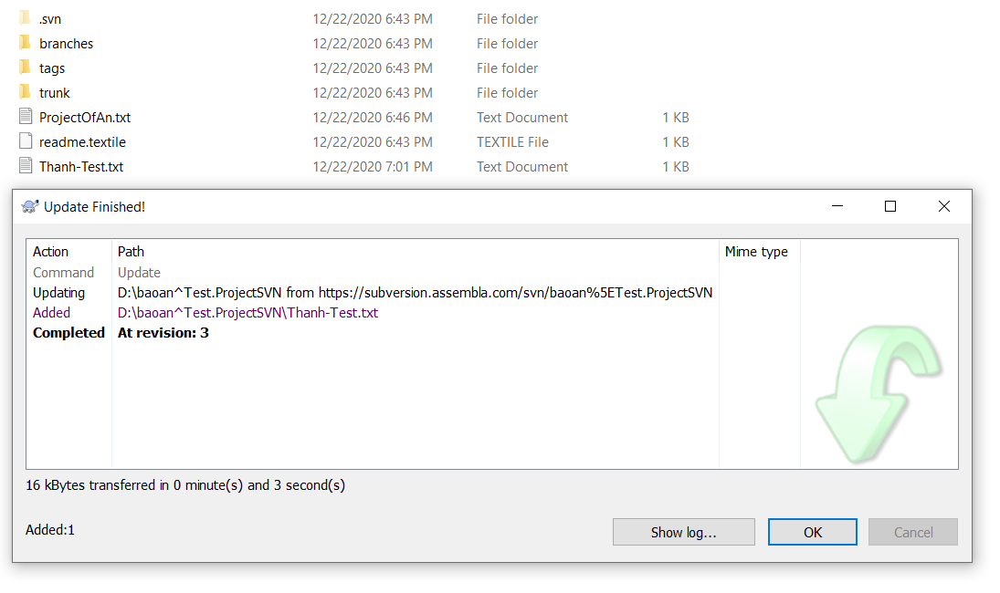 .svn 12/22/2020 6:43 PM File folder
branches 12/22/2020 6:43 PM File folder
tags 12/22/2020 6:43 PM File folder
trunk 12/22/2020 6:43 PM File folder
ProjectOfAn.txt 12/22/2020 6:46 PM Text Document 1 KB
readme.textile 12/22/2020 6:43 PM TEXTILE File 1 KB
Thanh-Test.txt 12/22/2020 7:01 PM Text Document 1 KB
Update Finished!
Action Path Mime type
Command Update
Updating D:\baoan^Test.ProjectSVN from https://subversion.assembla.com/svn/baoan%5ETest.ProjectSVN
Added D:\baoan^Test.ProjectSVN\Thanh-Test.txt
Completed At revision: 3
16 kBytes transferred in 0 minute(s) and 3 second(s)
Added:1
Show log... OK Cancel